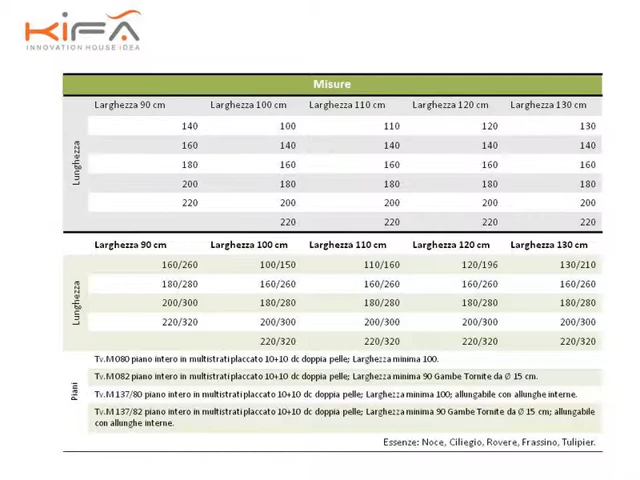 KiFA
INNOVATION HOUSE IDEA
Misure
Larghezza 90 cm Larghezza 100 cm Larghezza 110 cm Larghezza 120 cm Larghezza 130 cm
Lunghezza
140 100 110 120 130
160 140 140 140 140
180 160 160 160 160
200 180 180 180 180
220 200 200 200 200
220 220 220 220
Larghezza 90 cm Larghezza 100 cm Larghezza 110 cm Larghezza 120 cm Larghezza 130 cm
Lunghezza
160/260 100/150 110/160 120/196 130/210
180/280 160/260 160/260 160/260 160/260
200/300 180/280 180/280 180/280 180/280
220/320 200/300 200/300 200/300 200/300
220/320 220/320 220/320 220/320
Piani
Tv.M080 piano intero in multistrati placcato 10+10 dc doppia pelle; Larghezza minima 100.
Tv.M082 piano intero in multistrati placcato 10+10 dc doppia pelle; Larghezza minima 90 Gambe Tornite da Ø 15 cm.
Tv.M137/80 piano intero in multistrati placcato 10+10 dc doppia pelle; Larghezza minima 100; allungabile con allunghe interne.
Tv.M137/82 piano intero in multistrati placcato 10+10 dc doppia pelle; Larghezza minima 90 Gambe Tornite da Ø 15 cm; allungabile
con allunghe interne.
Essenze: Noce, Ciliegio, Rovere, Frassino, Tulipier.